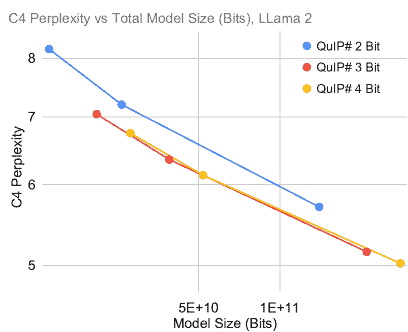 C4 Perplexity vs Total Model Size (Bits), LLama 2
QuIP# 2 Bit
QuIP# 3 Bit
QuIP# 4 Bit
8
7
6
5
C4 Perplexity
5E+10
1E+11
Model Size (Bits)